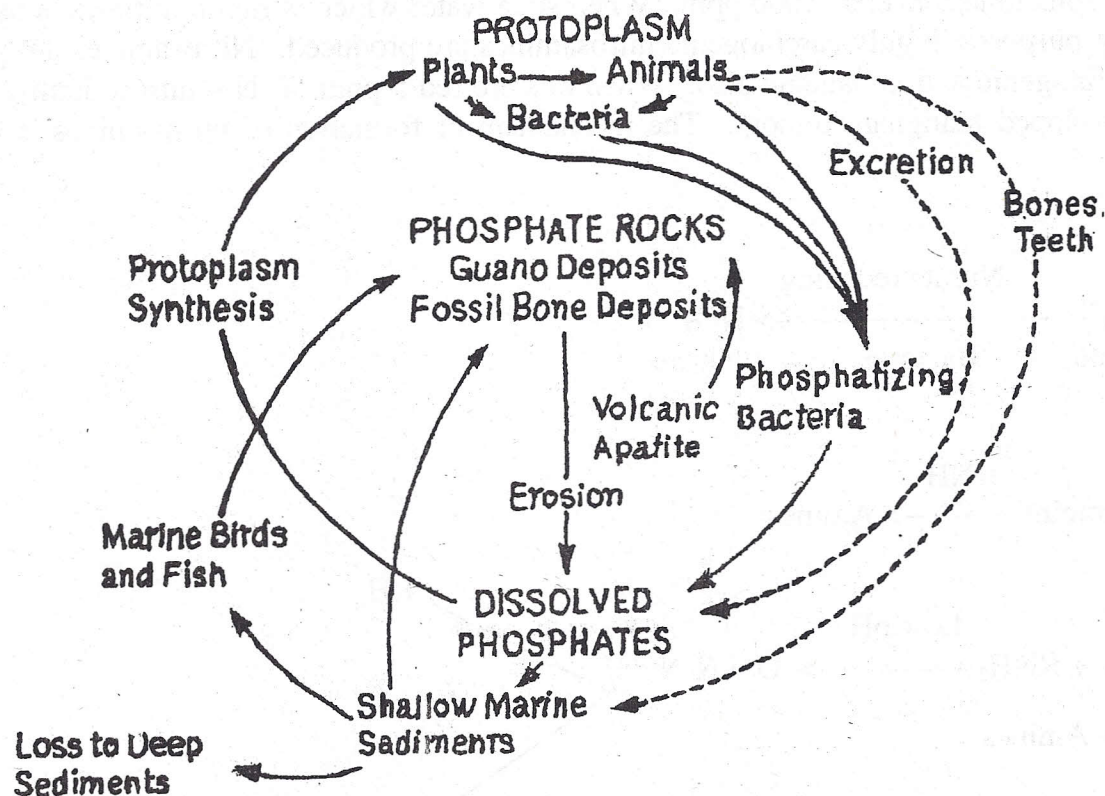 PROTOPLASM
Plants
Animals
Bacteria
Excretion
Bones,
Teeth
PHOSPHATE ROCKS
Guano Deposits
Fossil Bone Deposits
Protoplasm
Synthesis
Phosphatizing
Bacteria
Volcanic
Apatite
Erosion
Marine Birds
and Fish
DISSOLVED
PHOSPHATES
Shallow Marine
Sadiments
Loss to Deep
Sediments